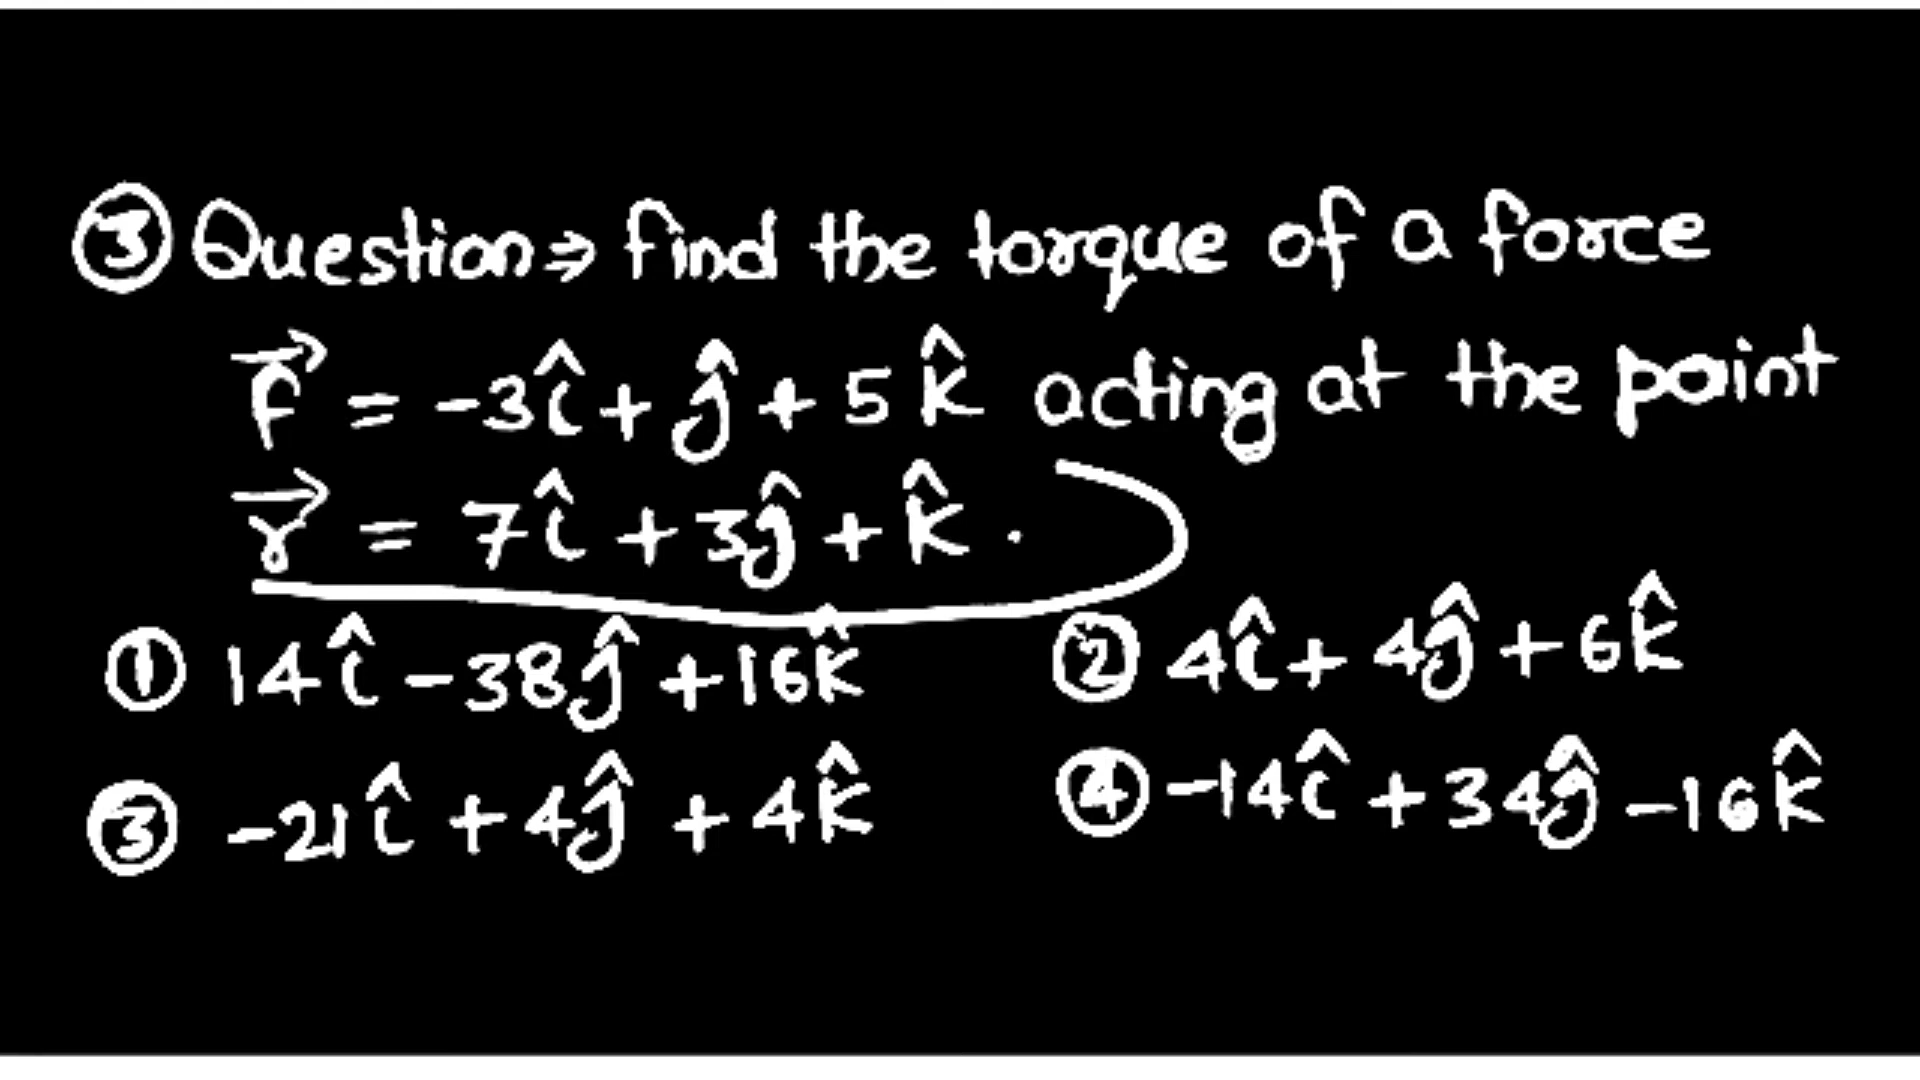 ③ Question⇒ find the torque of a force
F⃗ = -3î + ĵ + 5k̂ acting at the point
r⃗ = 7î + 3ĵ + k̂.
① 14î - 38ĵ + 16k̂ ② 4î + 4ĵ + 6k̂
③ -21î + 4ĵ + 4k̂ ④ -14î + 34ĵ - 16k̂